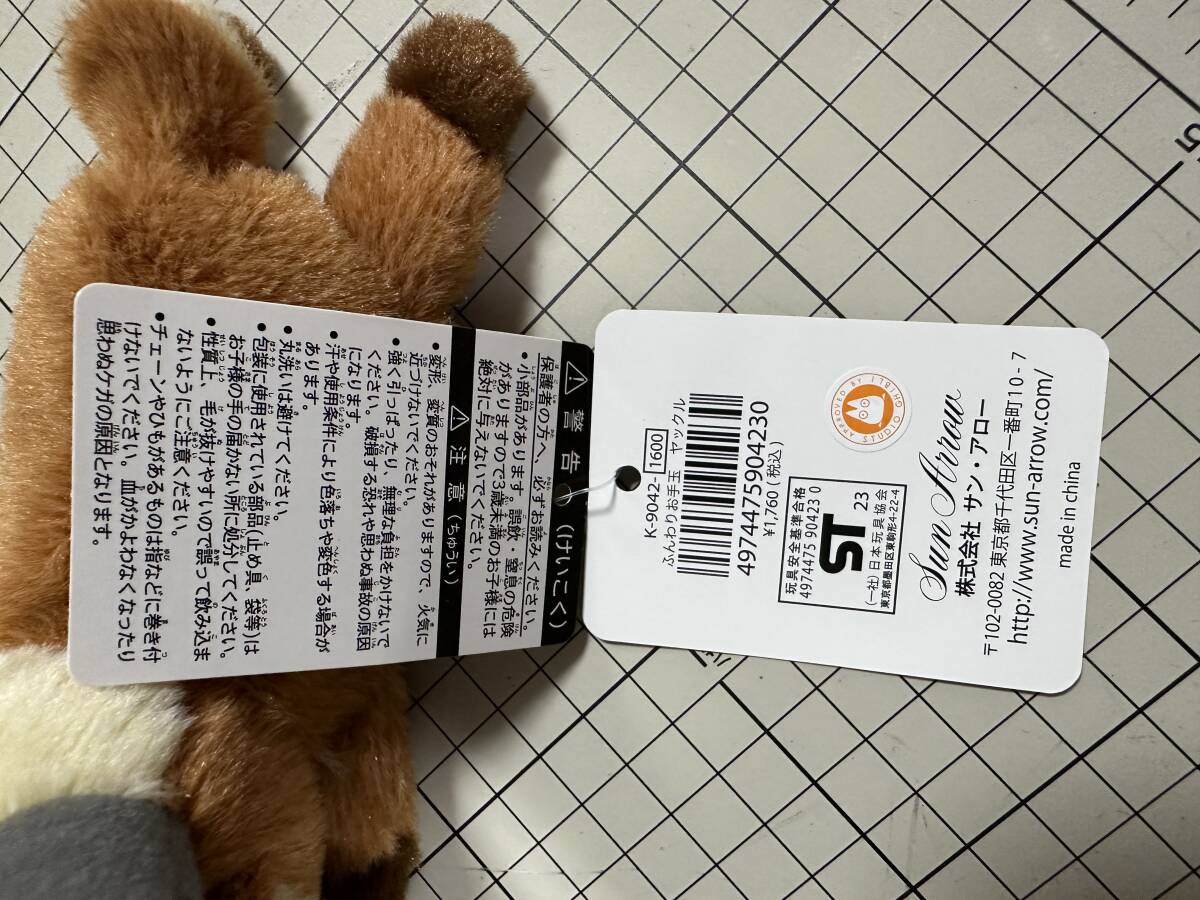 ⚠警告(けいこく)
保護者の方へ、必ずお読みください。
•小部品があります。誤飲・窒息の危険
がありますので3歳未満のお子様には
絶対に与えないでください。
⚠注意(ちゅうい)
•変形、変質のおそれがありますので、火気に
近づけないでください。
•強く引っぱったり、無理な負担をかけないで
ください。破損する恐れや思わぬ事故の原因
になります。
•汗や使用条件により色落ちや変色する場合が
あります。
•丸洗いは避けてください。
•包装に使用されている部品(止め具、袋等)は
お子様の手の届かない所に処分してください。
•性質上、毛が抜けやすいので誤って飲み込ま
ないようにご注意ください。
•チェーンやひもがあるものは指などに巻き付
けないでください。血がかよわなくなったり
思わぬケガの原因となります。
K-9042- 1600
ふんわりお手玉 ヤックル
4974475904230
¥1,760(税込)
玩具安全基準合格
4974475 90423 0
ST 23
(一社)日本玩具協会
東京都墨田区東駒形4-22-4
APPROVED BY STUDIO GHIBLI
Sun Arrow
株式会社 サン・アロー
〒102-0082 東京都千代田区一番町10-7
http://www.sun-arrow.com/
made in china
5
13